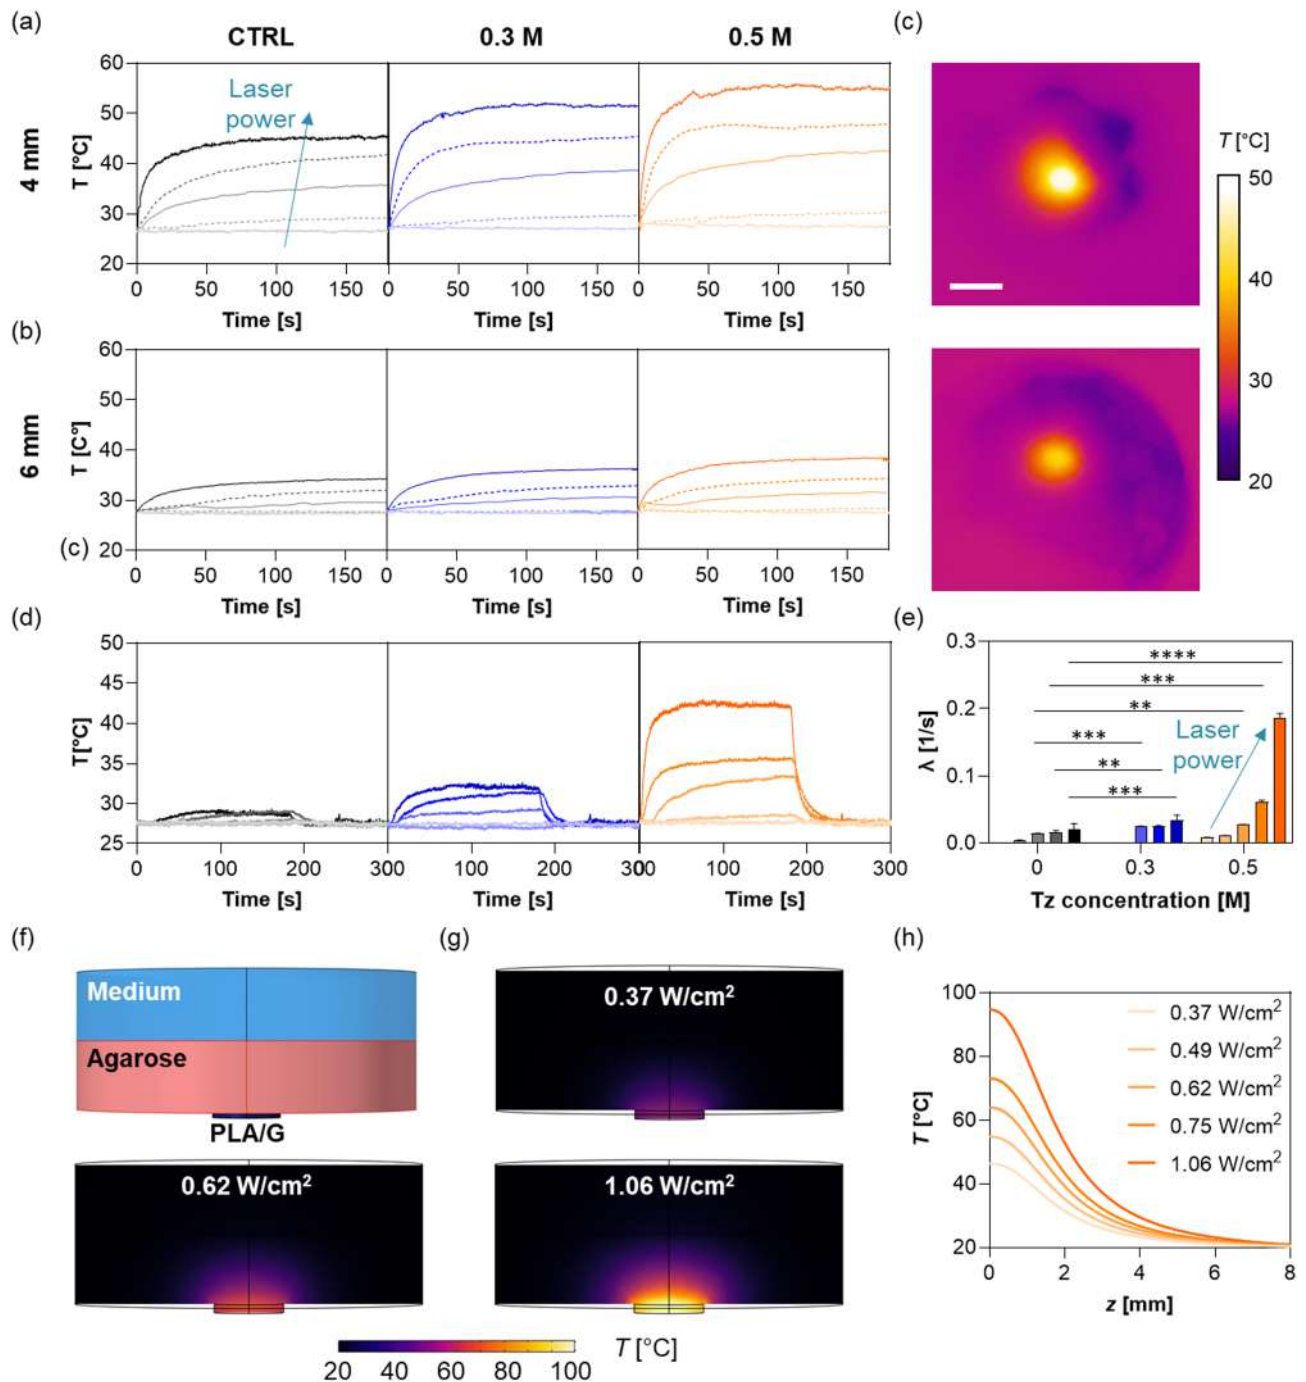 (a)
CTRL
0.3 M
0.5 M
(c)
4 mm
T [°C]
60
50
40
30
20
Laser
power
0 50 100 150
0 50 100 150
0 50 100 150
Time [s]
Time [s]
Time [s]
T [°C]
50
40
30
20
(b)
6 mm
T [C°]
60
50
40
30
20
(c)
0 50 100 150
0 50 100 150
0 50 100 150
Time [s]
Time [s]
Time [s]
(d)
T[°C]
50
45
40
35
30
25
0 100 200 300
0 100 200 300
0 100 200 300
Time [s]
Time [s]
Time [s]
(e)
λ [1/s]
0.3
0.2
0.1
0.0
****
***
**
***
**
***
Laser
power
0 0.3 0.5
Tz concentration [M]
(f)
Medium
Agarose
PLA/G
0.62 W/cm²
(g)
0.37 W/cm²
1.06 W/cm²
20 40 60 80 100
T [°C]
(h)
T [°C]
100
80
60
40
20
0.37 W/cm²
0.49 W/cm²
0.62 W/cm²
0.75 W/cm²
1.06 W/cm²
0 2 4 6 8
z [mm]